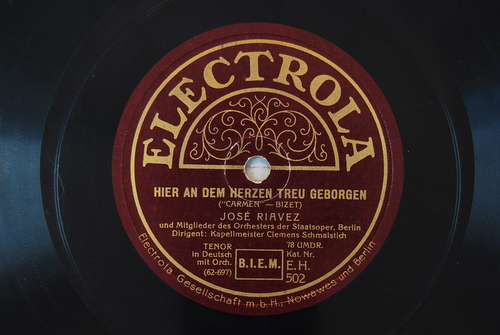 ELECTROLA
HIER AN DEM HERZEN TREU GEBORGEN
("CARMEN" — BIZET)
JOSÉ RIAVEZ
und Mitglieder des Orchesters der Staatsoper, Berlin
Dirigent: Kapellmeister Clemens Schmalstich
TENOR
in Deutsch
mit Orch.
(62-697)
B.I.E.M.
78 UMDR.
Kat. Nr.
E.H.
502
Electrola Gesellschaft m.b.H., Nowawes und Berlin